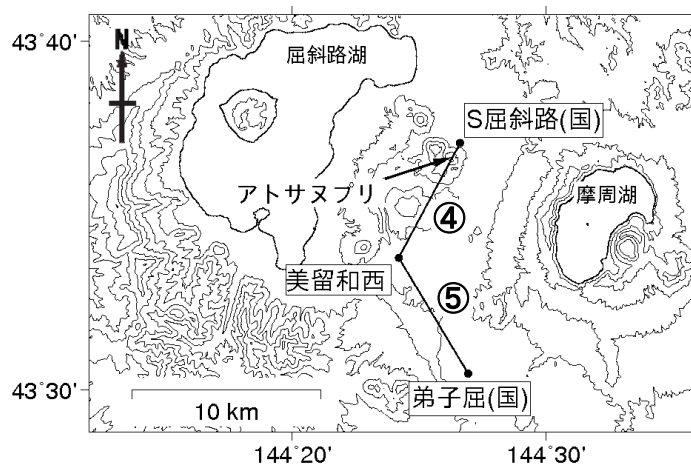 43˚40'
N
屈斜路湖
S屈斜路(国)
アトサヌプリ
摩周湖
④
美留和西
⑤
43˚30'
10 km
弟子屈(国)
144˚20'
144˚30'